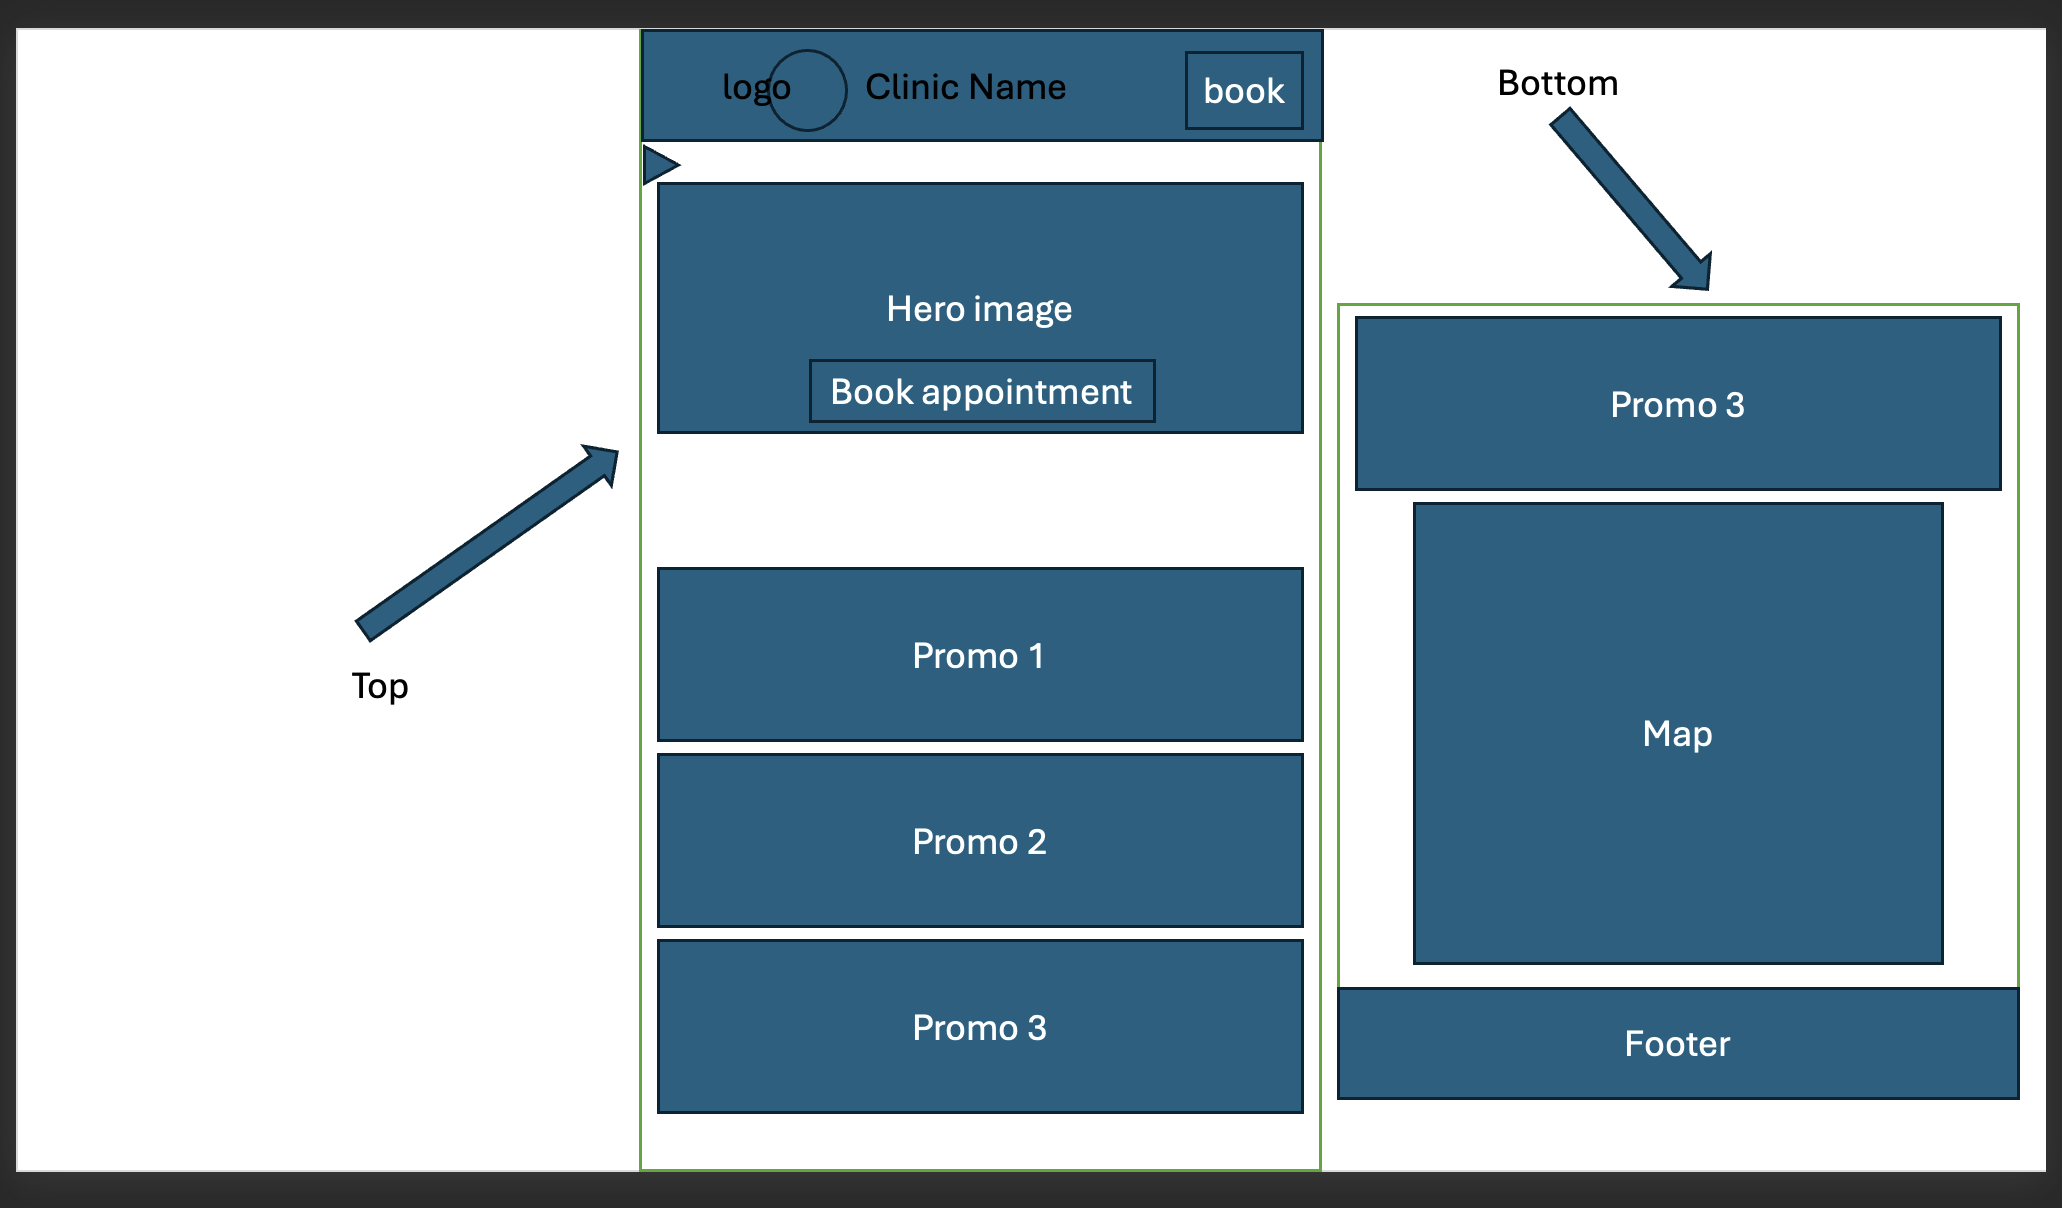 logo
Clinic Name
book
Hero image
Book appointment
Promo 1
Promo 2
Promo 3
Top
Bottom
Promo 3
Map
Footer